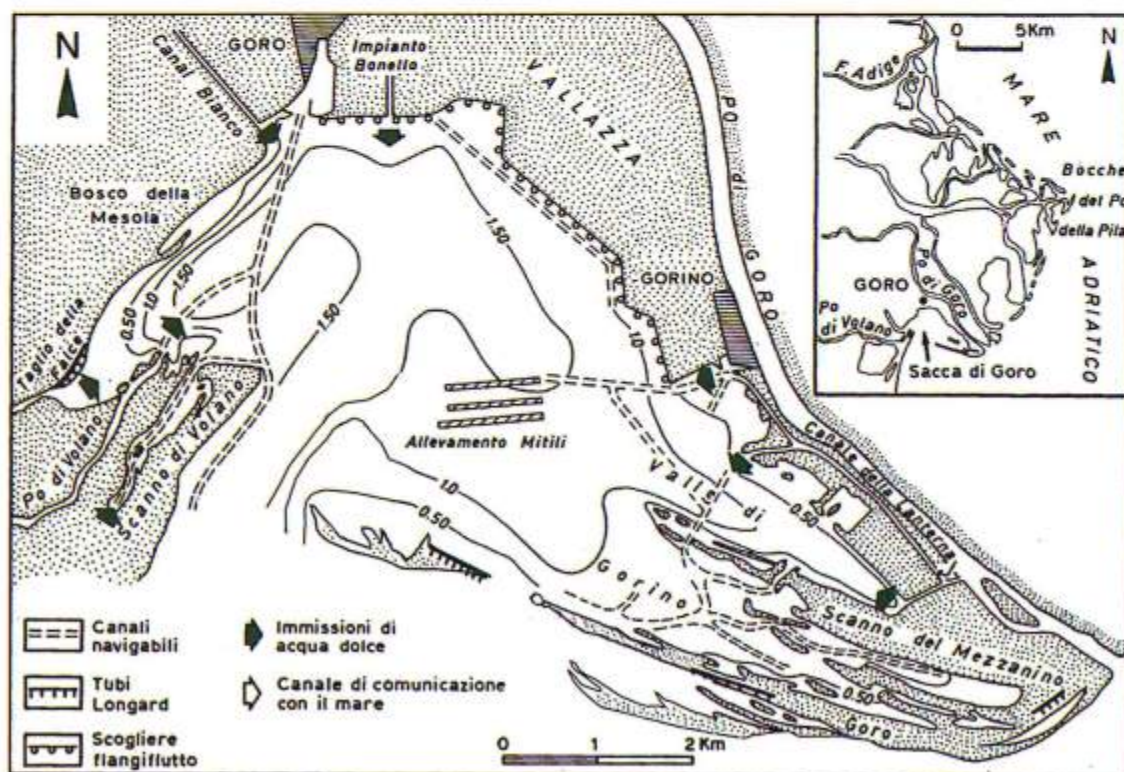 N
Canal Bianco
GORO
Impianto
Bonello
VALLAZZA
PO di GORO
Bosco della
Mesola
1.50
1.0
0.50
1.50
1.50
1.0
GORINO
Taglio della
Falce
Po di Volano
Scanno di Volano
Allevamento Mitili
1.0
0.50
Valle di
Gorino
0.50
Canale della Lanterna
Scanno del Mezzanino
0.50
Goro
Canali
navigabili
Tubi
Longard
Scogliere
flangiflutto
Immissioni di
acqua dolce
Canale di comunicazione
con il mare
0 1 2 Km
0 5 Km
N
F. Adige
MARE
Bocche
del Po
della Pila
ADRIATICO
GORO
Po di Goro
Po
di Volano
Sacca di Goro